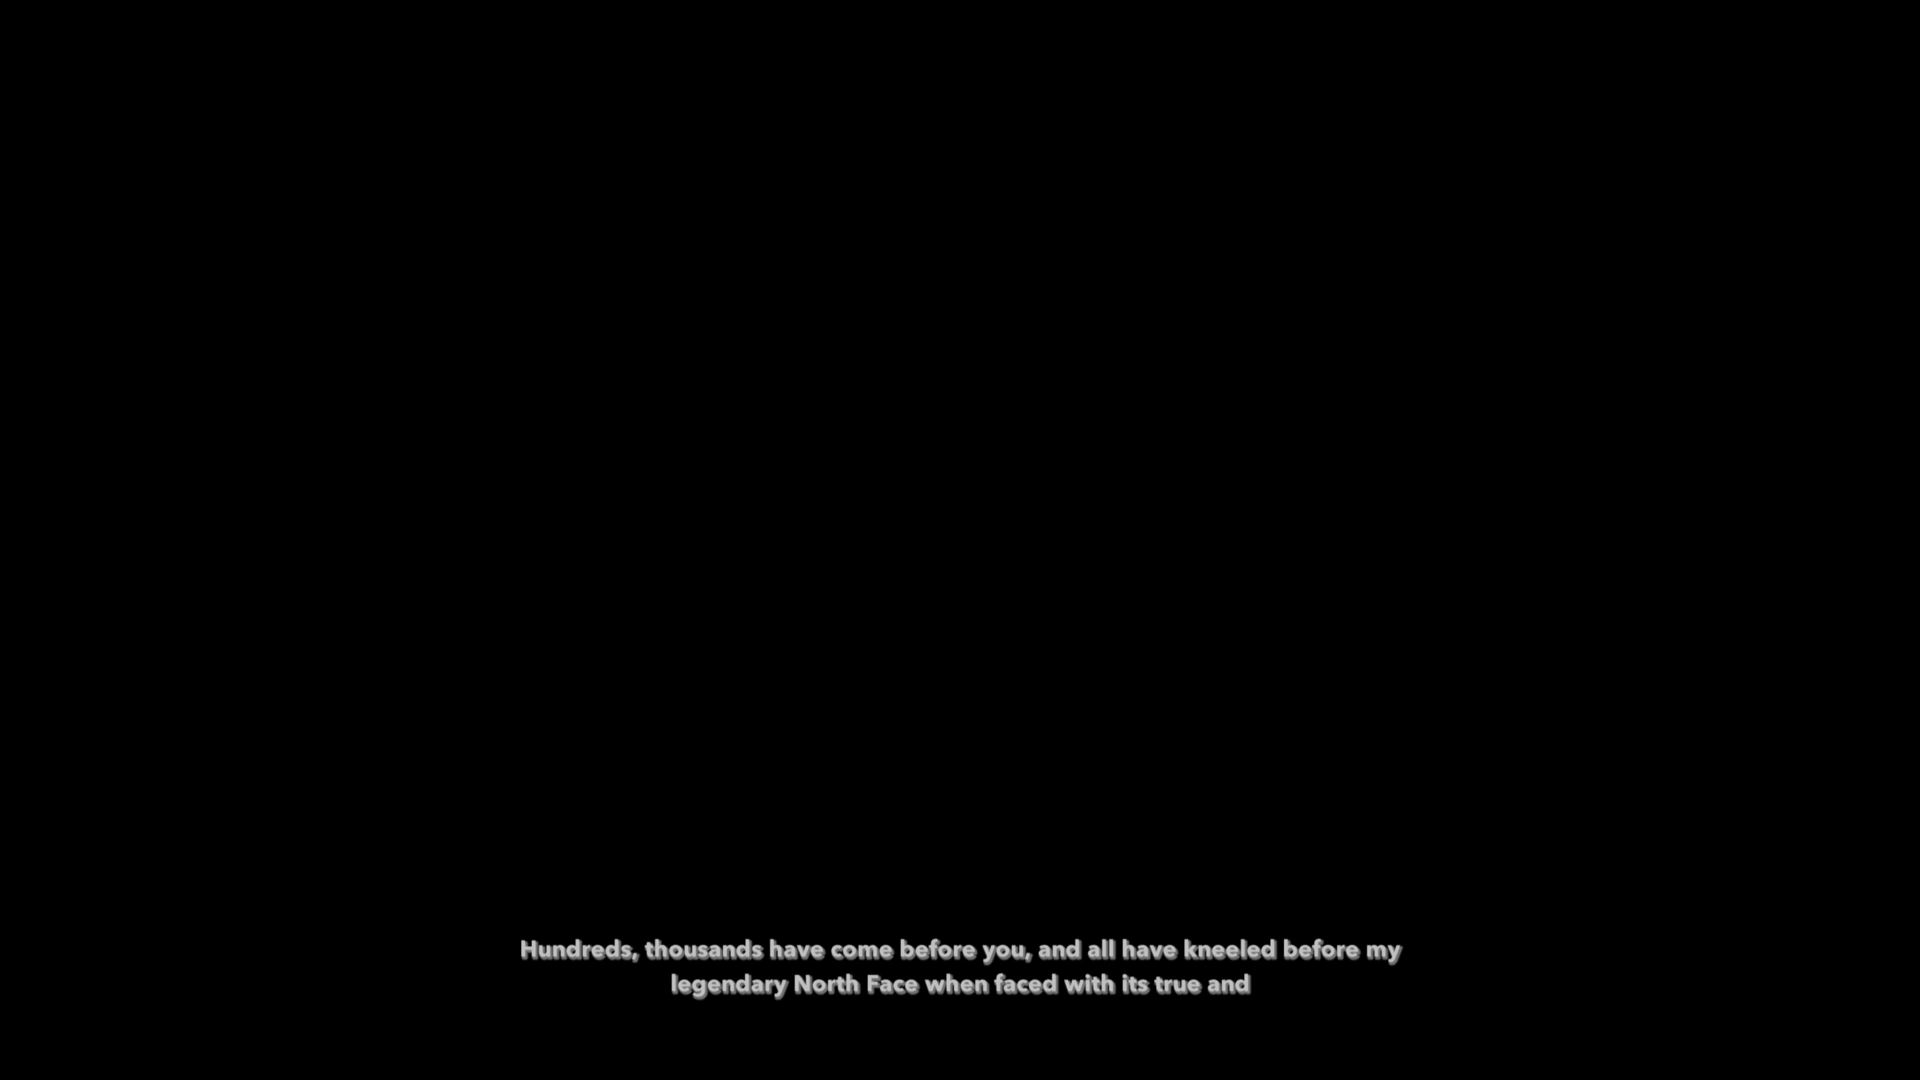 Hundreds, thousands have come before you, and all have kneeled before my
legendary North Face when faced with its true and